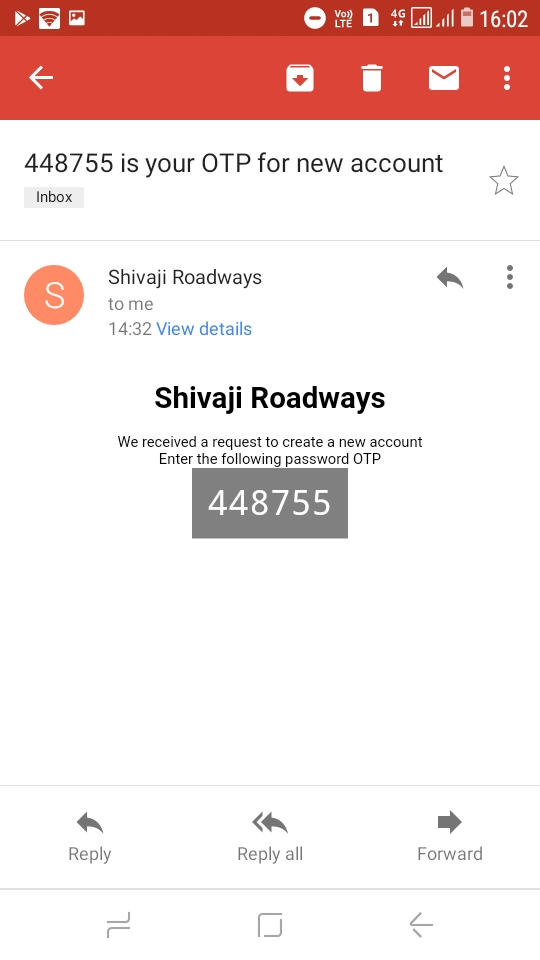 Vo))
LTE
1
4G
16:02
448755 is your OTP for new account
Inbox
S
Shivaji Roadways
to me
14:32 View details
Shivaji Roadways
We received a request to create a new account
Enter the following password OTP
448755
Reply
Reply all
Forward